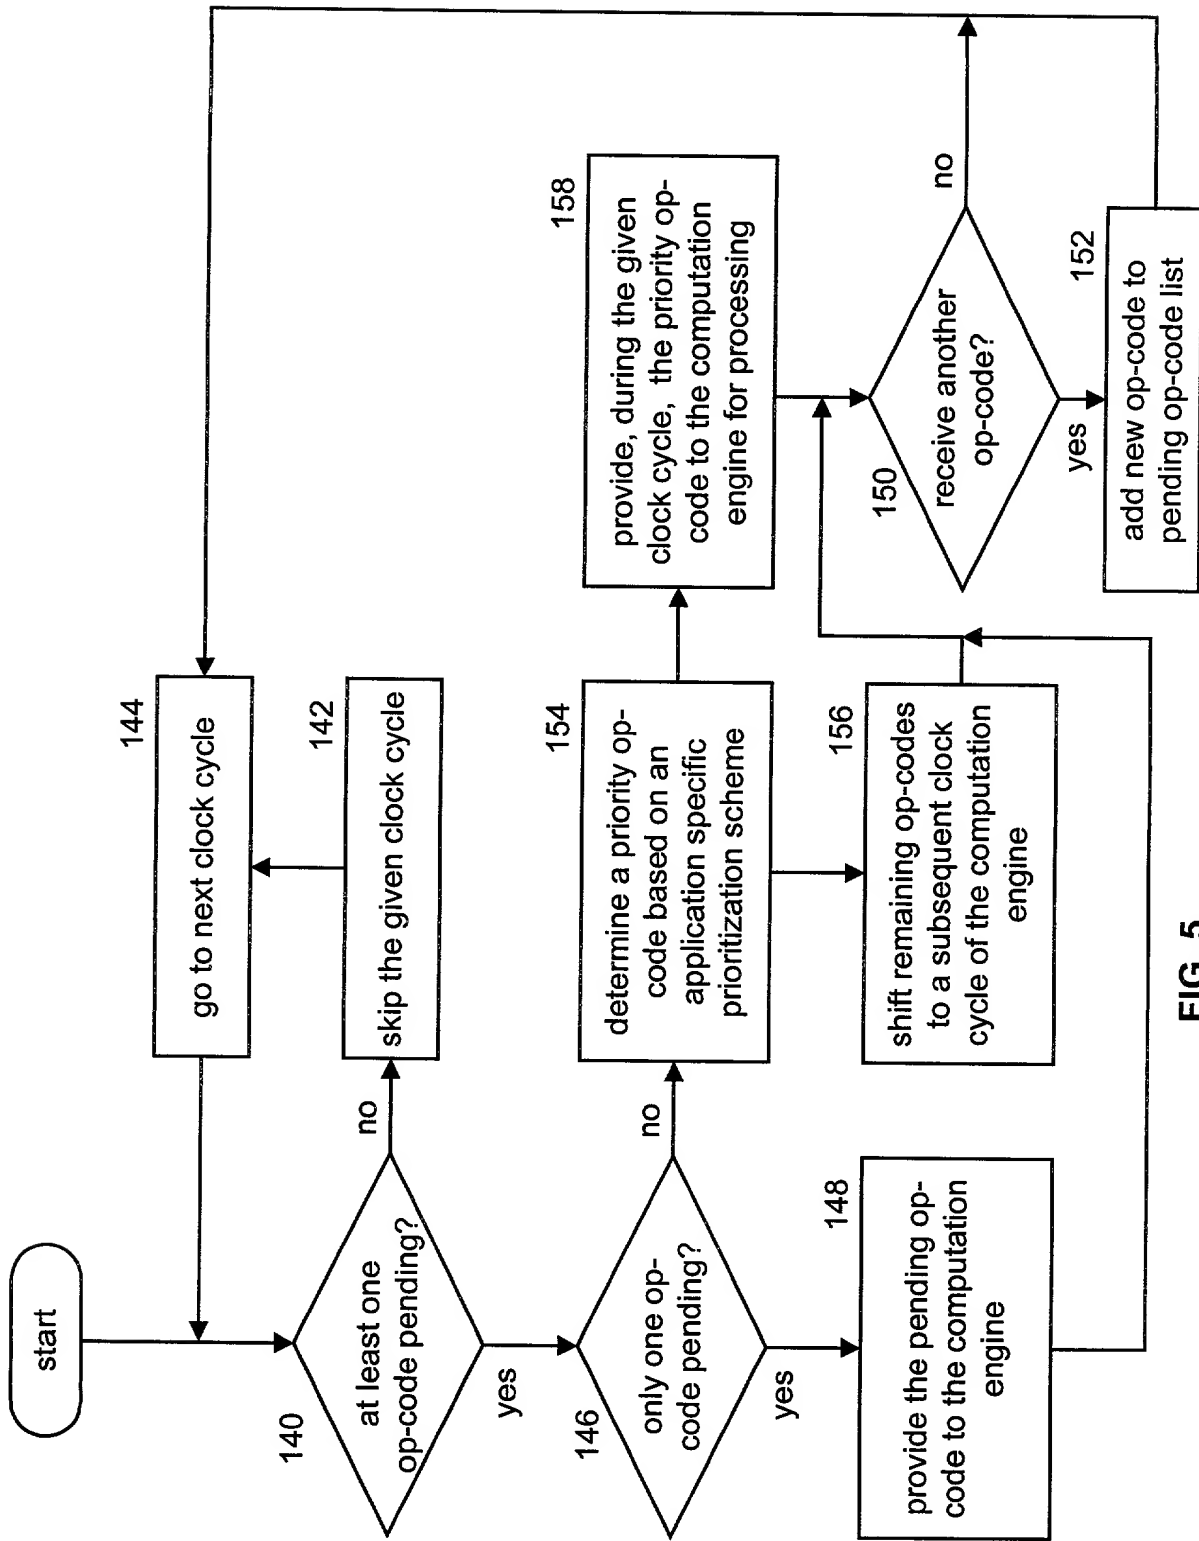 start
140
at least one
op-code pending?
no
yes
144
go to next clock cycle
142
skip the given clock cycle
146
only one op-
code pending?
no
yes
148
provide the pending op-
code to the computation
engine
154
determine a priority op-
code based on an
application specific
prioritization scheme
156
shift remaining op-codes
to a subsequent clock
cycle of the computation
engine
158
provide, during the given
clock cycle, the priority op-
code to the computation
engine for processing
150
receive another
op-code?
no
yes
152
add new op-code to
pending op-code list
FIG. 5